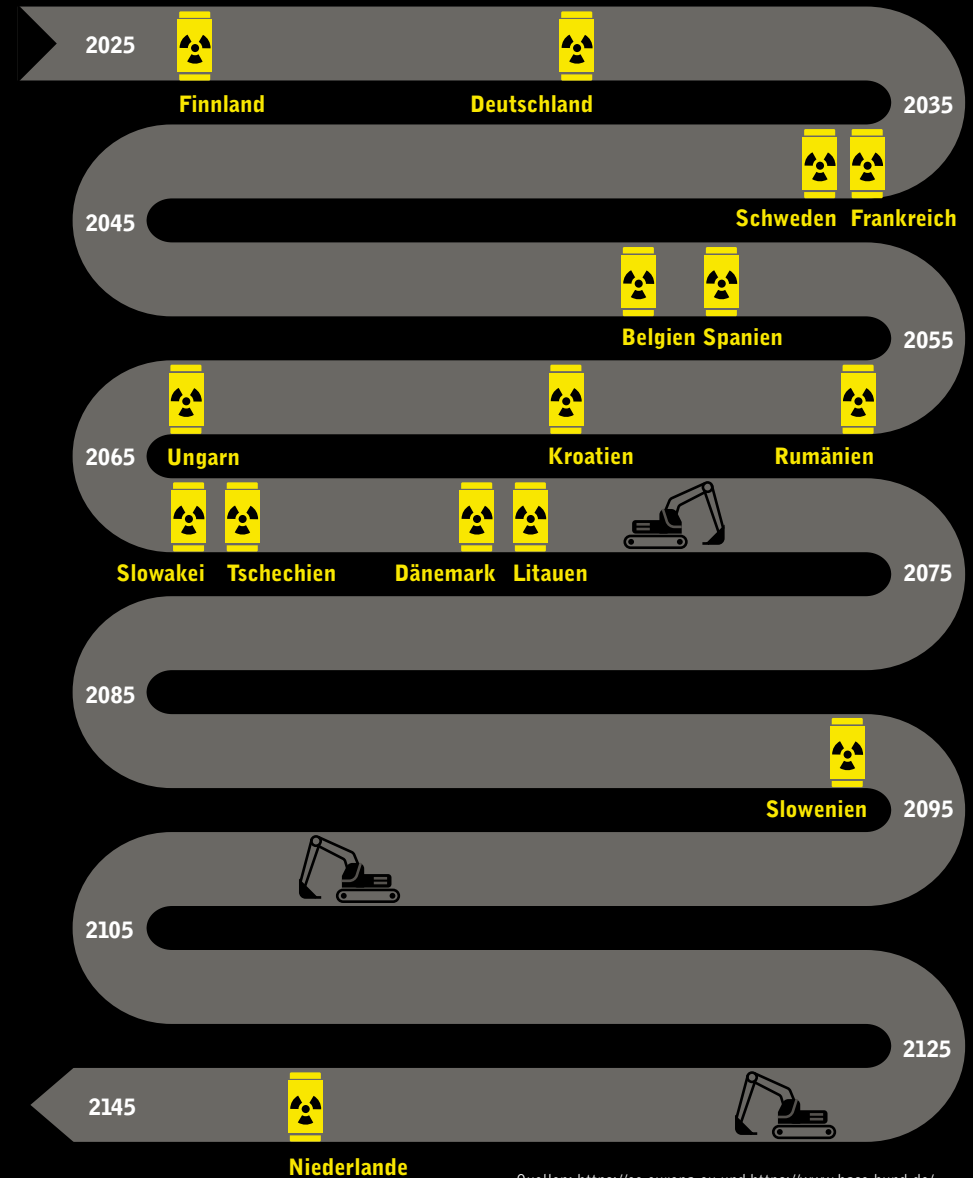 2025
Finnland Deutschland
2035
Schweden Frankreich
2045
Belgien Spanien
2055
Ungarn Kroatien Rumänien
2065
Slowakei Tschechien Dänemark Litauen
2075
2085
Slowenien
2095
2105
2125
2145
Niederlande